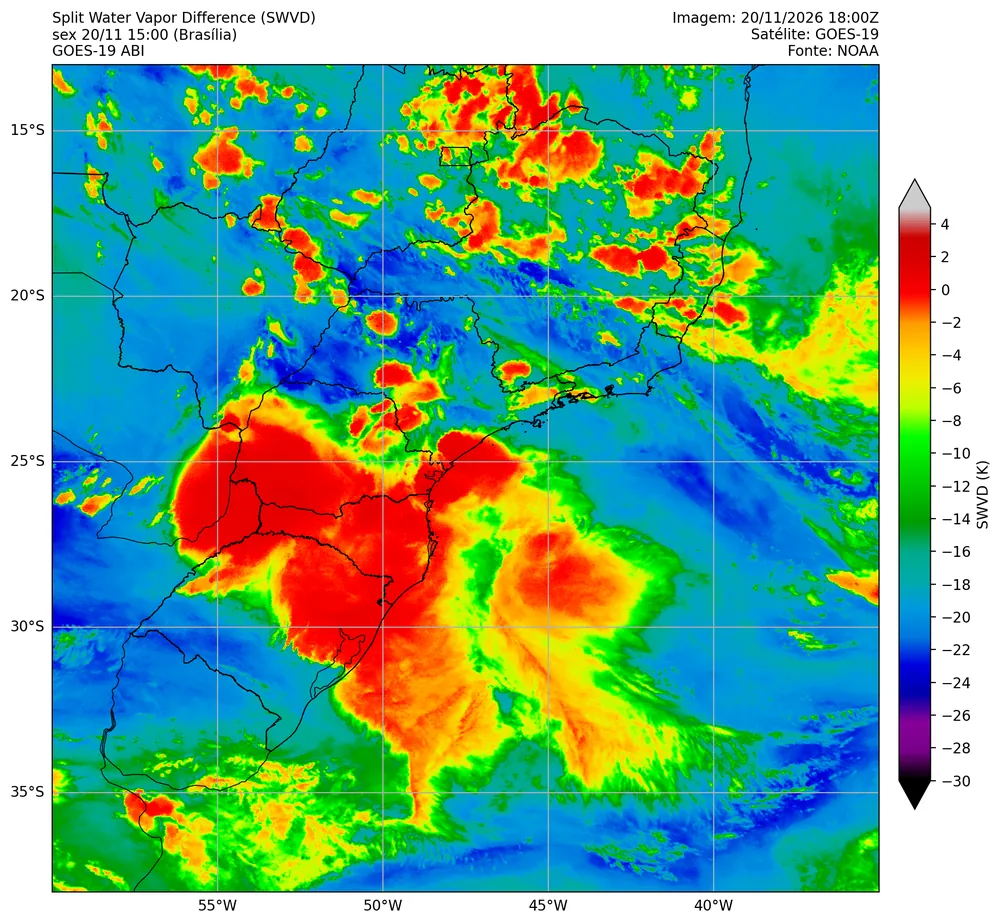 Split Water Vapor Difference (SWVD)
sex 20/11 15:00 (Brasília)
GOES-19 ABI
Imagem: 20/11/2026 18:00Z
Satélite: GOES-19
Fonte: NOAA
15°S
20°S
25°S
30°S
35°S
55°W
50°W
45°W
40°W
4
2
0
−2
−4
−6
−8
−10
−12
−14
−16
−18
−20
−22
−24
−26
−28
−30
SWVD (K)